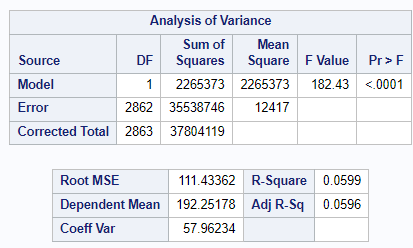 Analysis of Variance
Source DF Sum of Squares Mean Square F Value Pr > F
Model 1 2265373 2265373 182.43 <.0001
Error 2862 35538746 12417
Corrected Total 2863 37804119
Root MSE 111.43362 R-Square 0.0599
Dependent Mean 192.25178 Adj R-Sq 0.0596
Coeff Var 57.96234